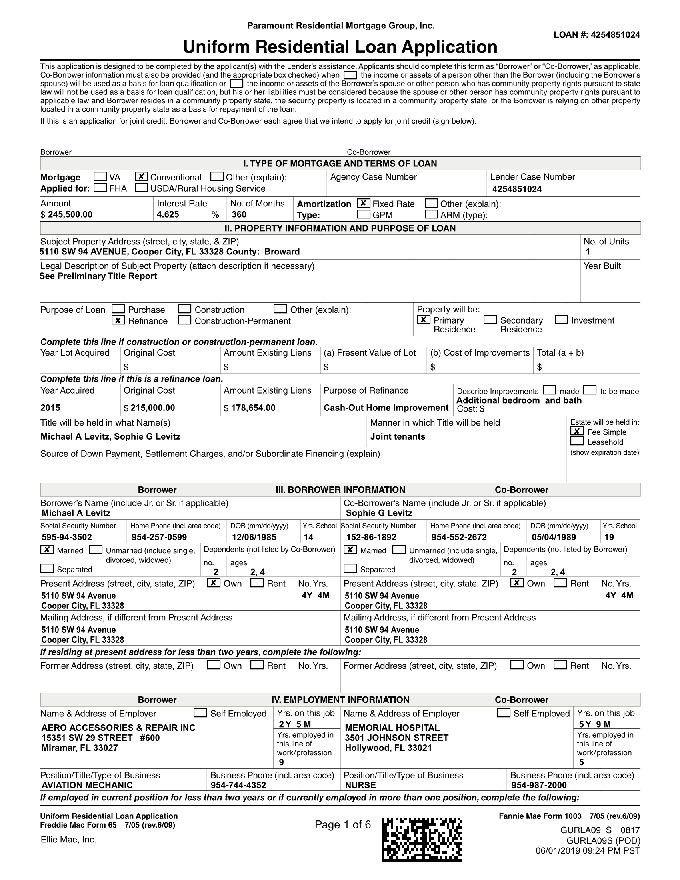 Paramount Residential Mortgage Group, Inc.
LOAN #: 4254851024
Uniform Residential Loan Application
This application is designed to be completed by the applicant(s) with the Lender's assistance. Applicants should complete this form as "Borrower" or "Co-Borrower," as applicable.
Co-Borrower information must also be provided (and the appropriate box checked) when the income or assets of a person other than the Borrower (including the Borrower's
spouse) will be used as a basis for loan qualification or the income or assets of the Borrower's spouse or other person who has community property rights pursuant to state
law will not be used as a basis for loan qualification, but his or her liabilities must be considered because the spouse or other person has community property rights pursuant to
applicable law and Borrower resides in a community property state, the security property is located in a community property state, or the Borrower is relying on other property
located in a community property state as a basis for repayment of the loan.
If this is an application for joint credit, Borrower and Co-Borrower each agree that we intend to apply for joint credit (sign below).
Borrower Co-Borrower
I. TYPE OF MORTGAGE AND TERMS OF LOAN
Mortgage VA X Conventional Other (explain): Agency Case Number Lender Case Number
Applied for: FHA USDA/Rural Housing Service 4254851024
Amount Interest Rate No. of Months Amortization X Fixed Rate Other (explain):
$ 245,500.00 4.625 % 360 Type: GPM ARM (type):
II. PROPERTY INFORMATION AND PURPOSE OF LOAN
Subject Property Address (street, city, state, & ZIP) No. of Units
5110 SW 94 AVENUE, Cooper City, FL 33328 County: Broward 1
Legal Description of Subject Property (attach description if necessary) Year Built
See Preliminary Title Report
Purpose of Loan Purchase Construction Other (explain): Property will be:
X Refinance Construction-Permanent X Primary Residence Secondary Residence Investment
Complete this line if construction or construction-permanent loan.
Year Lot Acquired Original Cost Amount Existing Liens (a) Present Value of Lot (b) Cost of Improvements Total (a + b)
$ $ $ $ $
Complete this line if this is a refinance loan.
Year Acquired Original Cost Amount Existing Liens Purpose of Refinance Describe Improvements made to be made
Additional bedroom and bath
2015 $ 215,000.00 $ 178,654.00 Cash-Out Home Improvement Cost: $
Title will be held in what Name(s) Manner in which Title will be held Estate will be held in:
Michael A Levitz, Sophie G Levitz Joint tenants X Fee Simple
Leasehold
Source of Down Payment, Settlement Charges, and/or Subordinate Financing (explain) (show expiration date)
Borrower III. BORROWER INFORMATION Co-Borrower
Borrower's Name (include Jr. or Sr. if applicable) Co-Borrower's Name (include Jr. or Sr. if applicable)
Michael A Levitz Sophie G Levitz
Social Security Number Home Phone (incl. area code) DOB (mm/dd/yyyy) Yrs. School Social Security Number Home Phone (incl. area code) DOB (mm/dd/yyyy) Yrs. School
595-94-3502 954-257-0599 12/06/1985 14 152-86-1892 954-552-2672 05/04/1989 19
X Married Unmarried (include single, divorced, widowed) Dependents (not listed by Co-Borrower) X Married Unmarried (include single, divorced, widowed) Dependents (not listed by Borrower)
Separated no. 2 ages 2, 4 Separated no. 2 ages 2, 4
Present Address (street, city, state, ZIP) X Own Rent No. Yrs. Present Address (street, city, state, ZIP) X Own Rent No. Yrs.
5110 SW 94 Avenue 4Y 4M 5110 SW 94 Avenue 4Y 4M
Cooper City, FL 33328 Cooper City, FL 33328
Mailing Address, if different from Present Address Mailing Address, if different from Present Address
5110 SW 94 Avenue 5110 SW 94 Avenue
Cooper City, FL 33328 Cooper City, FL 33328
If residing at present address for less than two years, complete the following:
Former Address (street, city, state, ZIP) Own Rent No. Yrs. Former Address (street, city, state, ZIP) Own Rent No. Yrs.
Borrower IV. EMPLOYMENT INFORMATION Co-Borrower
Name & Address of Employer Self Employed Yrs. on this job Name & Address of Employer Self Employed Yrs. on this job
2Y 5M 5Y 9M
AERO ACCESSORIES & REPAIR INC MEMORIAL HOSPITAL
15351 SW 29 STREET #600 Yrs. employed in this line of work/profession 3501 JOHNSON STREET Yrs. employed in this line of work/profession
Miramar, FL 33027 9 Hollywood, FL 33021 5
Position/Title/Type of Business Business Phone (incl. area code) Position/Title/Type of Business Business Phone (incl. area code)
AVIATION MECHANIC 954-744-4352 NURSE 954-987-2000
If employed in current position for less than two years or if currently employed in more than one position, complete the following:
Uniform Residential Loan Application Fannie Mae Form 1003 7/05 (rev.6/09)
Freddie Mac Form 65 7/05 (rev.6/09) Page 1 of 6 GURLA09_S 0817
Ellie Mae, Inc. GURLA09S (POD)
06/01/2019 09:24 PM PST